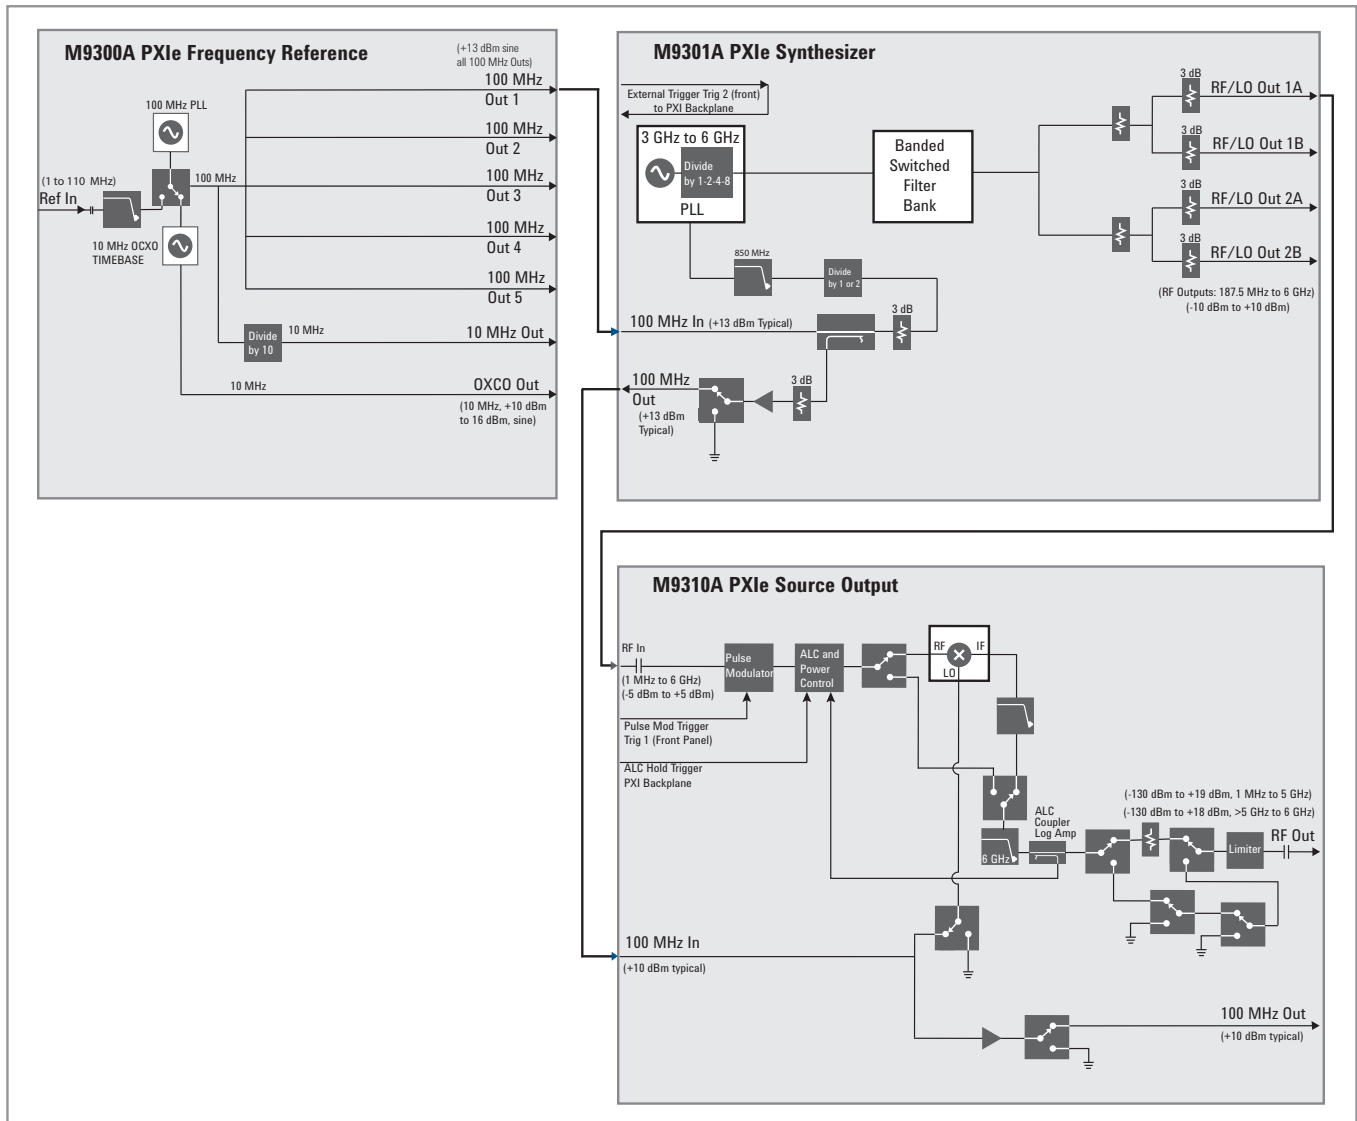 M9300A PXIe Frequency Reference
(+13 dBm sine
all 100 MHz Outs)
100 MHz
Out 1
100 MHz PLL
100 MHz
Out 2
(1 to 110 MHz)
Ref In
100 MHz
100 MHz
Out 3
10 MHz OCXO
TIMEBASE
100 MHz
Out 4
100 MHz
Out 5
Divide
by 10
10 MHz
10 MHz Out
10 MHz
OXCO Out
(10 MHz, +10 dBm
to 16 dBm, sine)
M9301A PXIe Synthesizer
External Trigger Trig 2 (front)
to PXI Backplane
3 GHz to 6 GHz
Divide
by 1-2-4-8
PLL
Banded
Switched
Filter
Bank
3 dB
RF/LO Out 1A
3 dB
RF/LO Out 1B
3 dB
RF/LO Out 2A
3 dB
RF/LO Out 2B
(RF Outputs: 187.5 MHz to 6 GHz)
(-10 dBm to +10 dBm)
850 MHz
Divide
by 1 or 2
100 MHz In (+13 dBm Typical)
3 dB
100 MHz
Out
(+13 dBm
Typical)
3 dB
M9310A PXIe Source Output
RF In
(1 MHz to 6 GHz)
(-5 dBm to +5 dBm)
Pulse
Modulator
ALC and
Power
Control
RF
IF
LO
Pulse Mod Trigger
Trig 1 (Front Panel)
ALC Hold Trigger
PXI Backplane
6 GHz
ALC
Coupler
Log Amp
(-130 dBm to +19 dBm, 1 MHz to 5 GHz)
(-130 dBm to +18 dBm, >5 GHz to 6 GHz)
Limiter
RF Out
100 MHz In
(+10 dBm typical)
100 MHz Out
(+10 dBm typical)